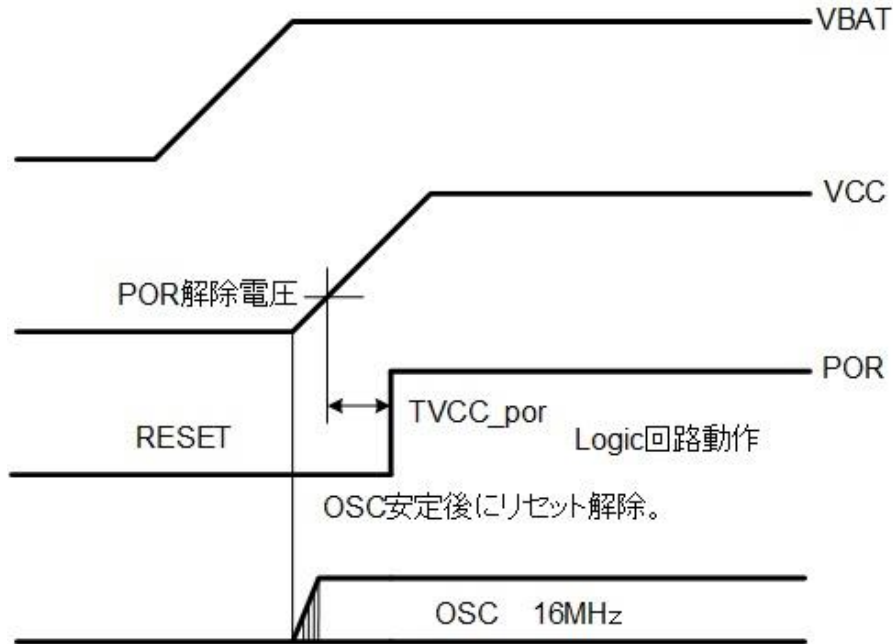 VBAT
VCC
POR解除電圧
POR
TVCC_por
RESET
Logic回路動作
OSC安定後にリセット解除。
OSC 16MHz